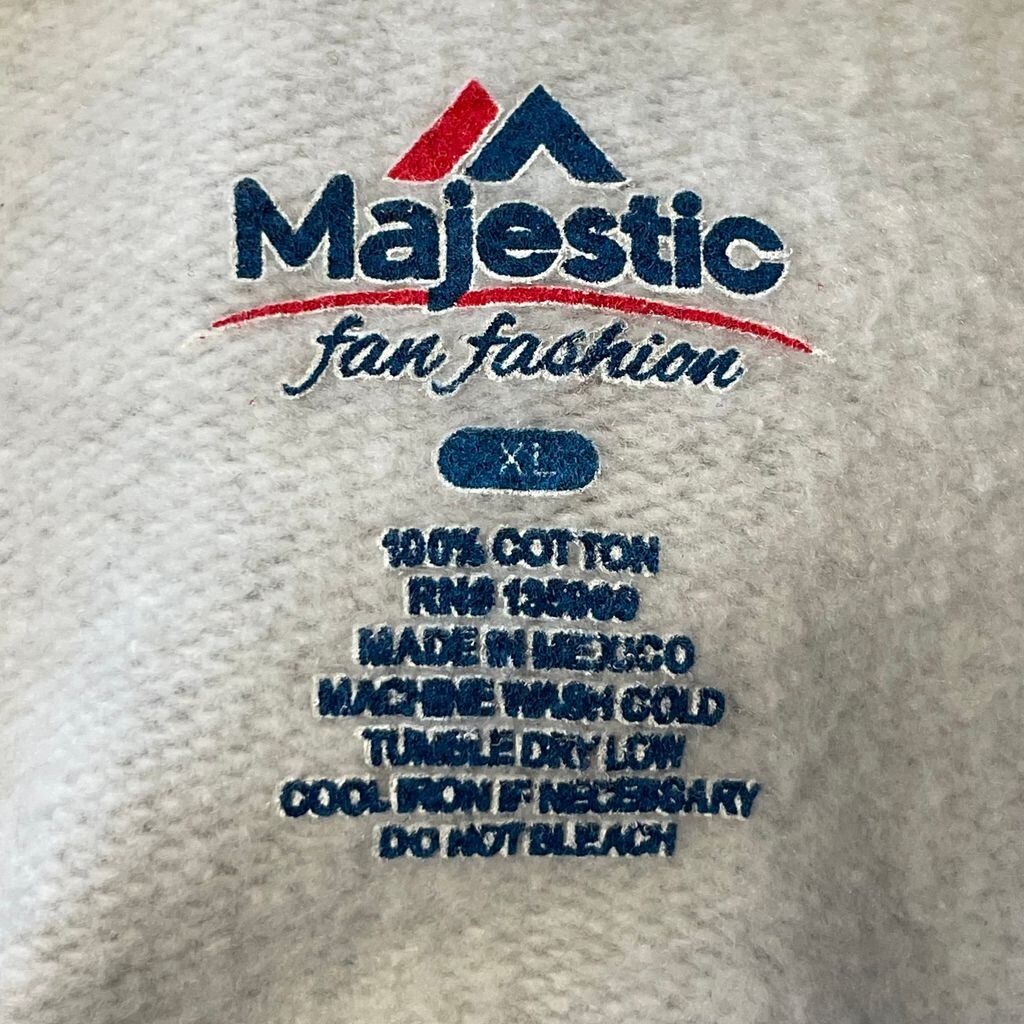 Majestic
fan fashion
XL
100% COTTON
RN#
MADE IN MEXICO
MACHINE WASH COLD
TUMBLE DRY LOW
COOL IRON IF NECESSARY
DO NOT BLEACH